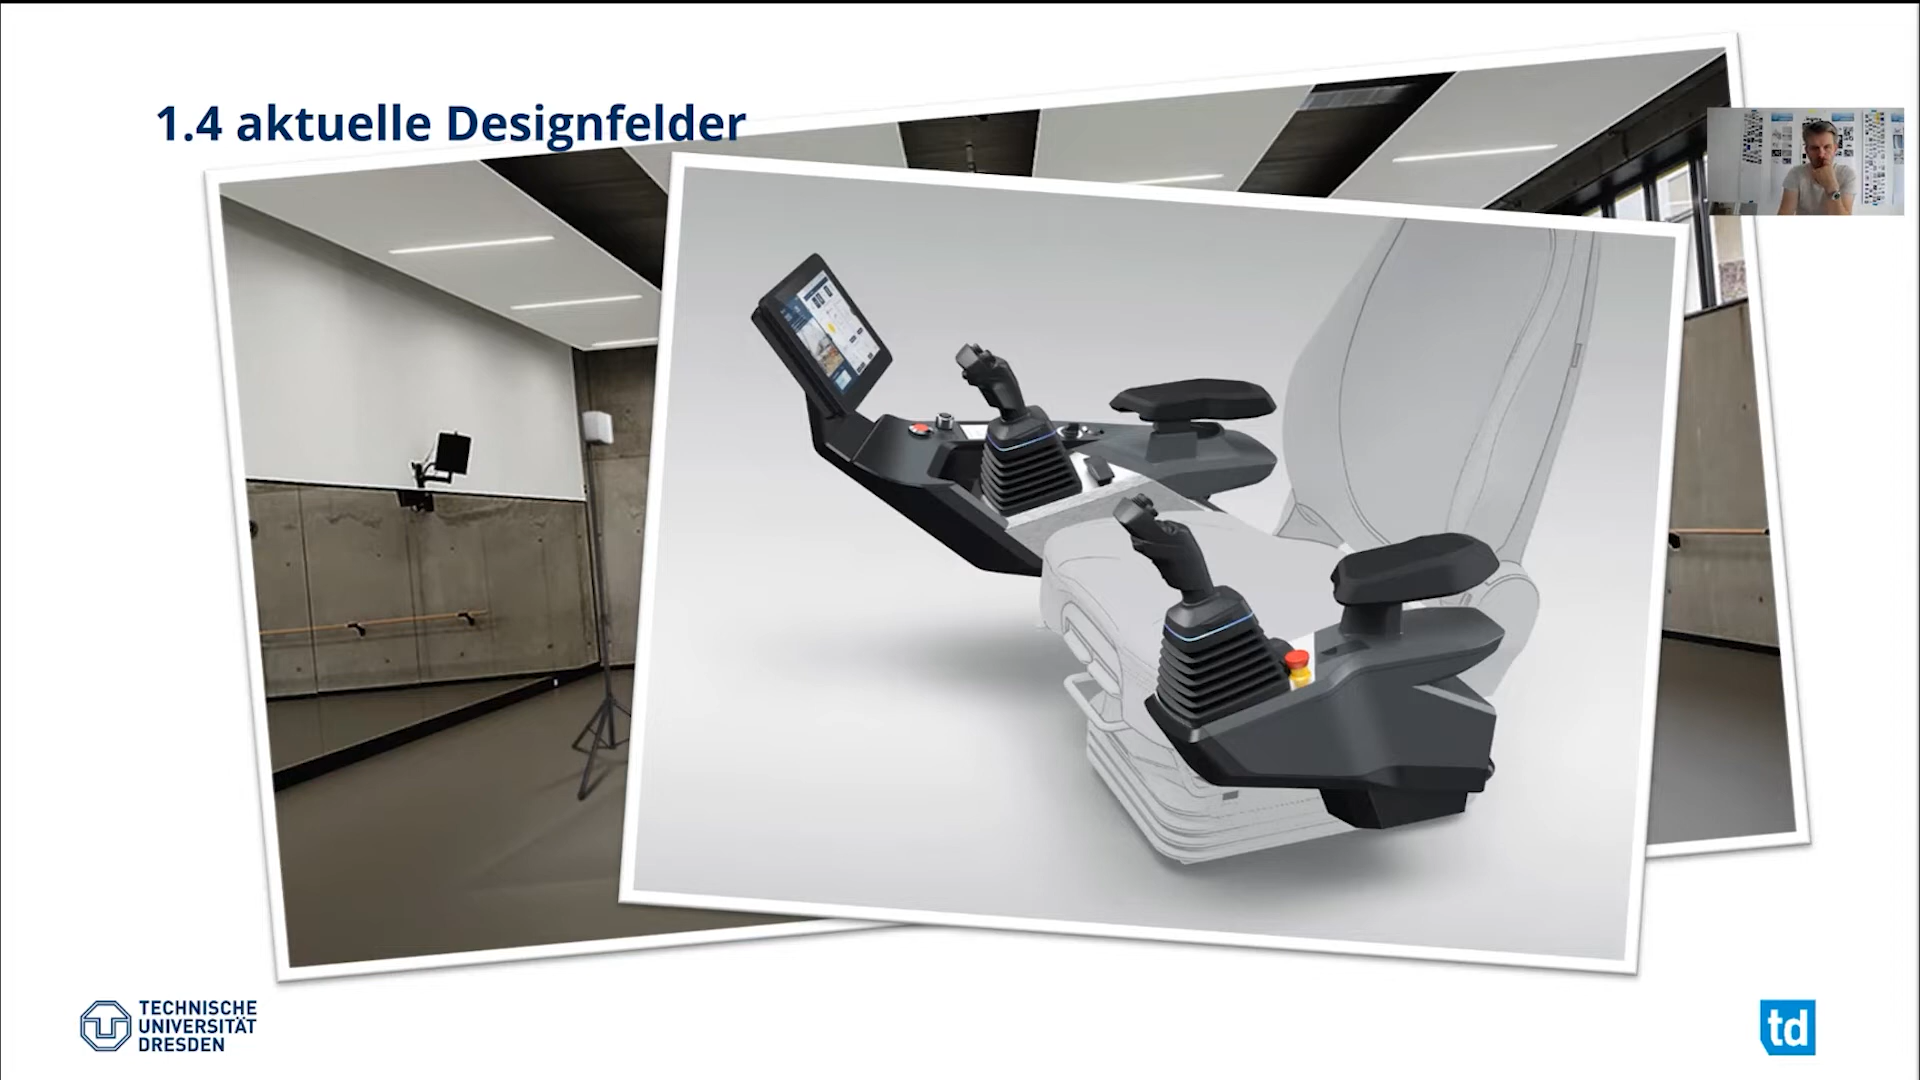 1.4 aktuelle Designfelder
TECHNISCHE
UNIVERSITÄT
DRESDEN
td